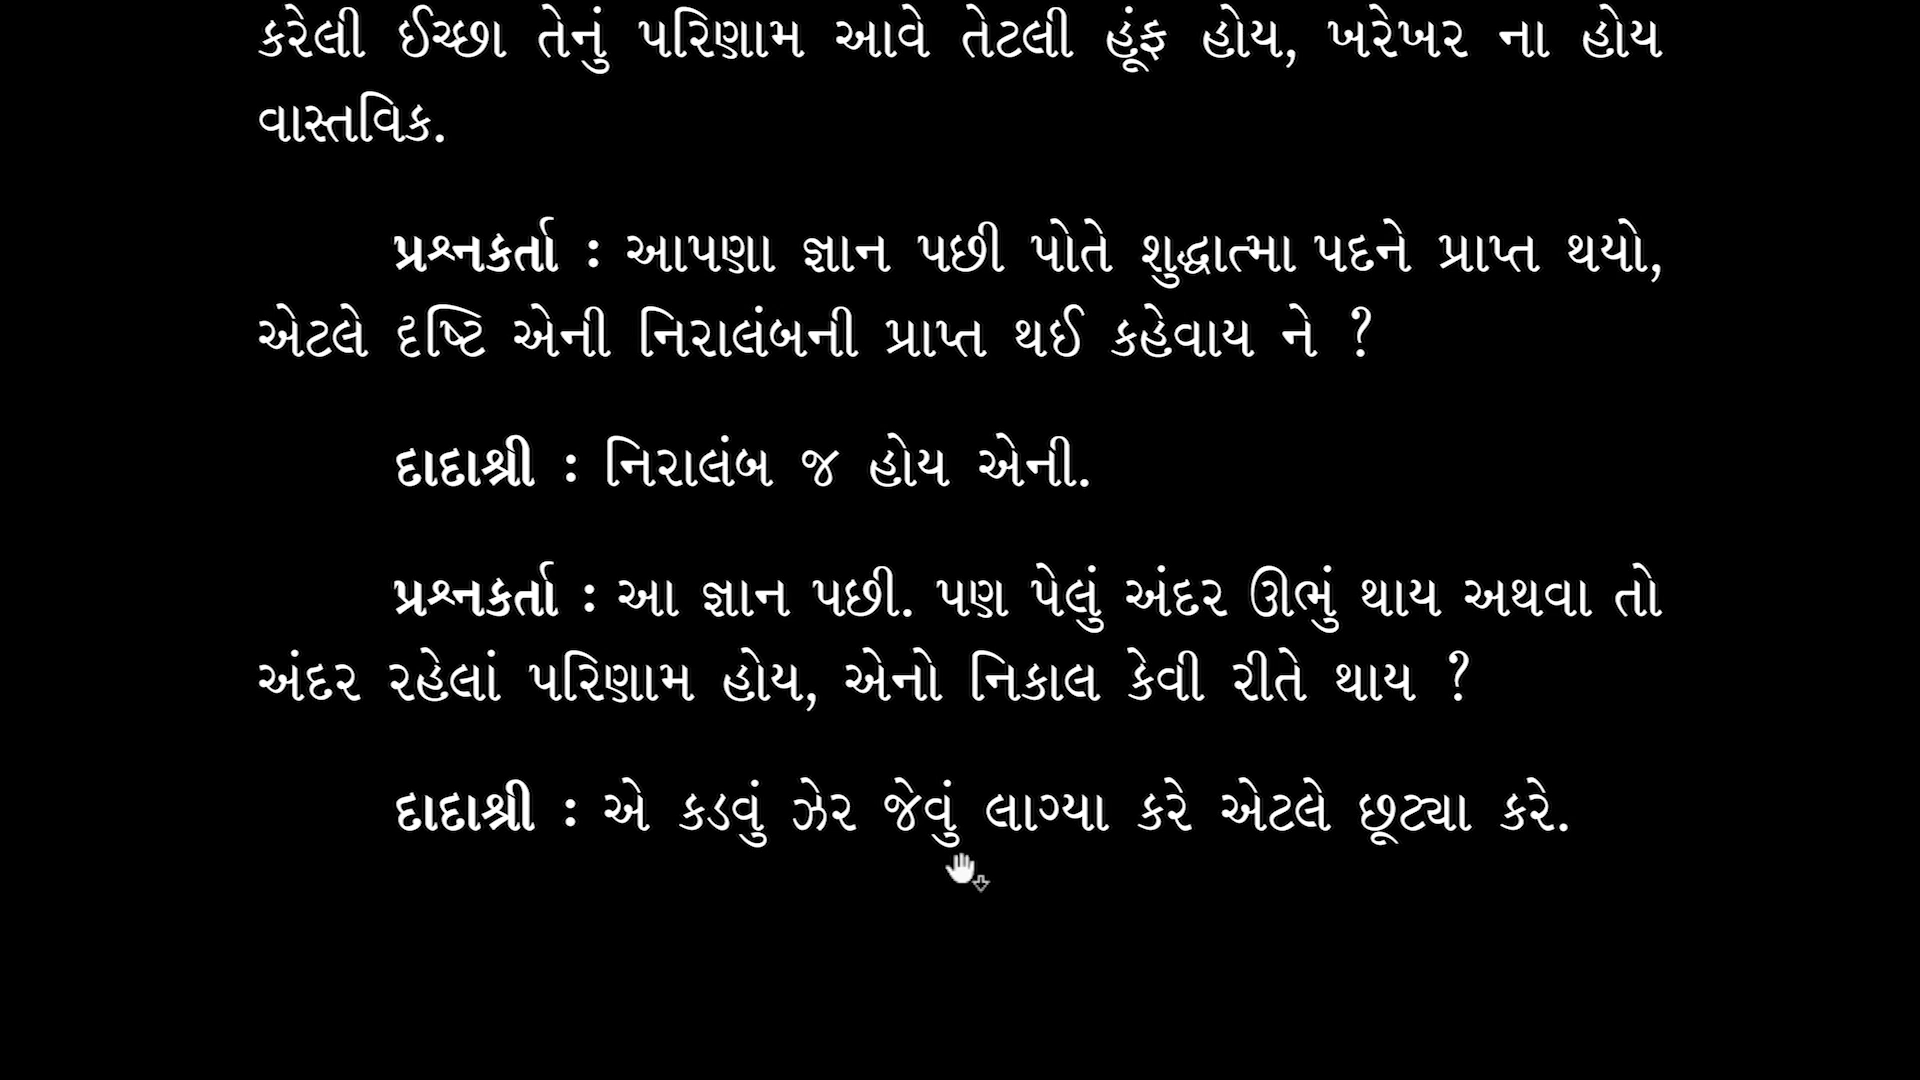 કરેલી ઈચ્છા તેનું પરિણામ આવે તેટલી હૂંફ હોય, ખરેખર ના હોય
વાસ્તવિક.
પ્રશ્નકર્તા : આપણા જ્ઞાન પછી પોતે શુદ્ધાત્મા પદને પ્રાપ્ત થયો,
એટલે દૃષ્ટિ એની નિરાલંબની પ્રાપ્ત થઈ કહેવાય ને ?
દાદાશ્રી : નિરાલંબ જ હોય એની.
પ્રશ્નકર્તા : આ જ્ઞાન પછી. પણ પેલું અંદર ઊભું થાય અથવા તો
અંદર રહેલાં પરિણામ હોય, એનો નિકાલ કેવી રીતે થાય ?
દાદાશ્રી : એ કડવું ઝેર જેવું લાગ્યા કરે એટલે છૂટ્યા કરે.